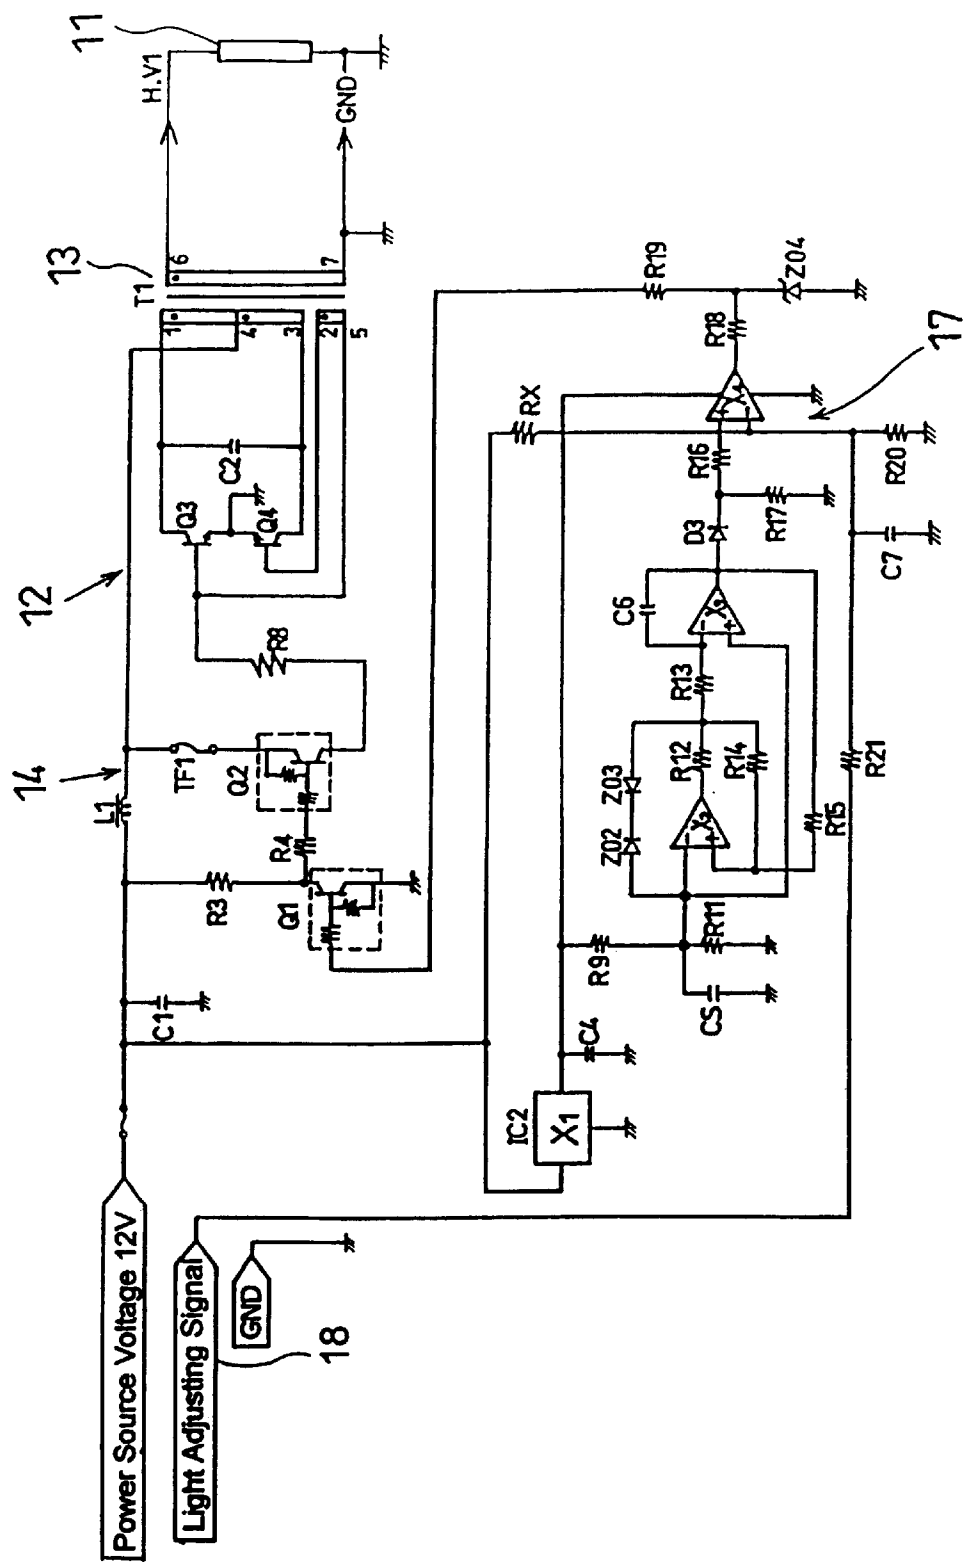 Power Source Voltage 12V
Light Adjusting Signal
GND
18
C1
R3
L1
14
12
TF1
Q1
R4
Q2
R8
Q3
Q4
C2
T1
13
1
4
3
2
5
6
7
H.V1
GND
11
IC2
X1
C4
R9
CS
R11
Z02
Z03
X2
R12
R14
R13
R15
C6
X3
D3
R16
R17
RX
X4
R18
R19
Z04
R21
C7
R20
17